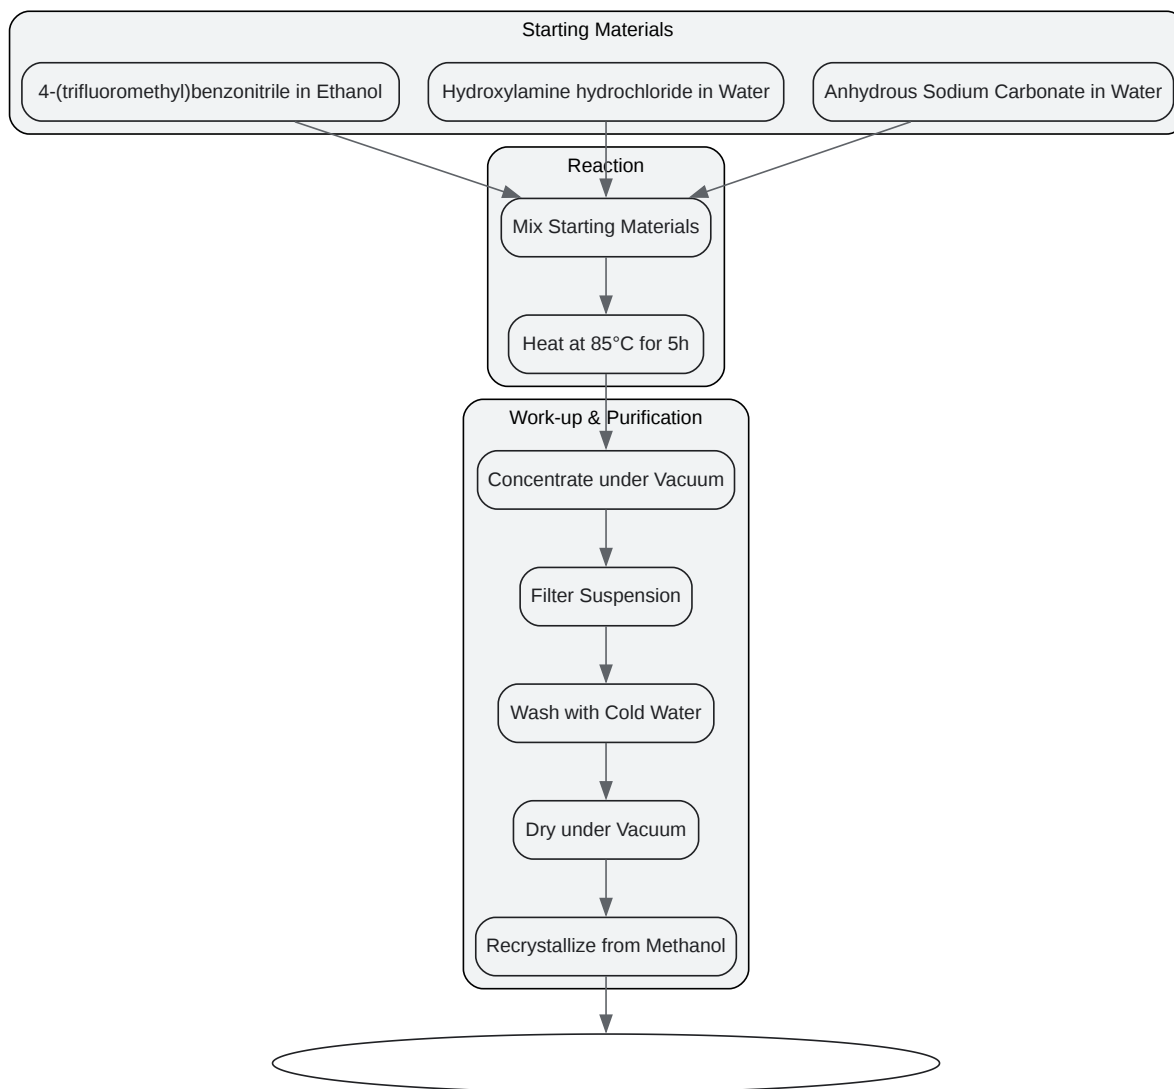 Starting Materials
4-(trifluoromethyl)benzonitrile in Ethanol
Hydroxylamine hydrochloride in Water
Anhydrous Sodium Carbonate in Water
Reaction
Mix Starting Materials
Heat at 85°C for 5h
Work-up & Purification
Concentrate under Vacuum
Filter Suspension
Wash with Cold Water
Dry under Vacuum
Recrystallize from Methanol